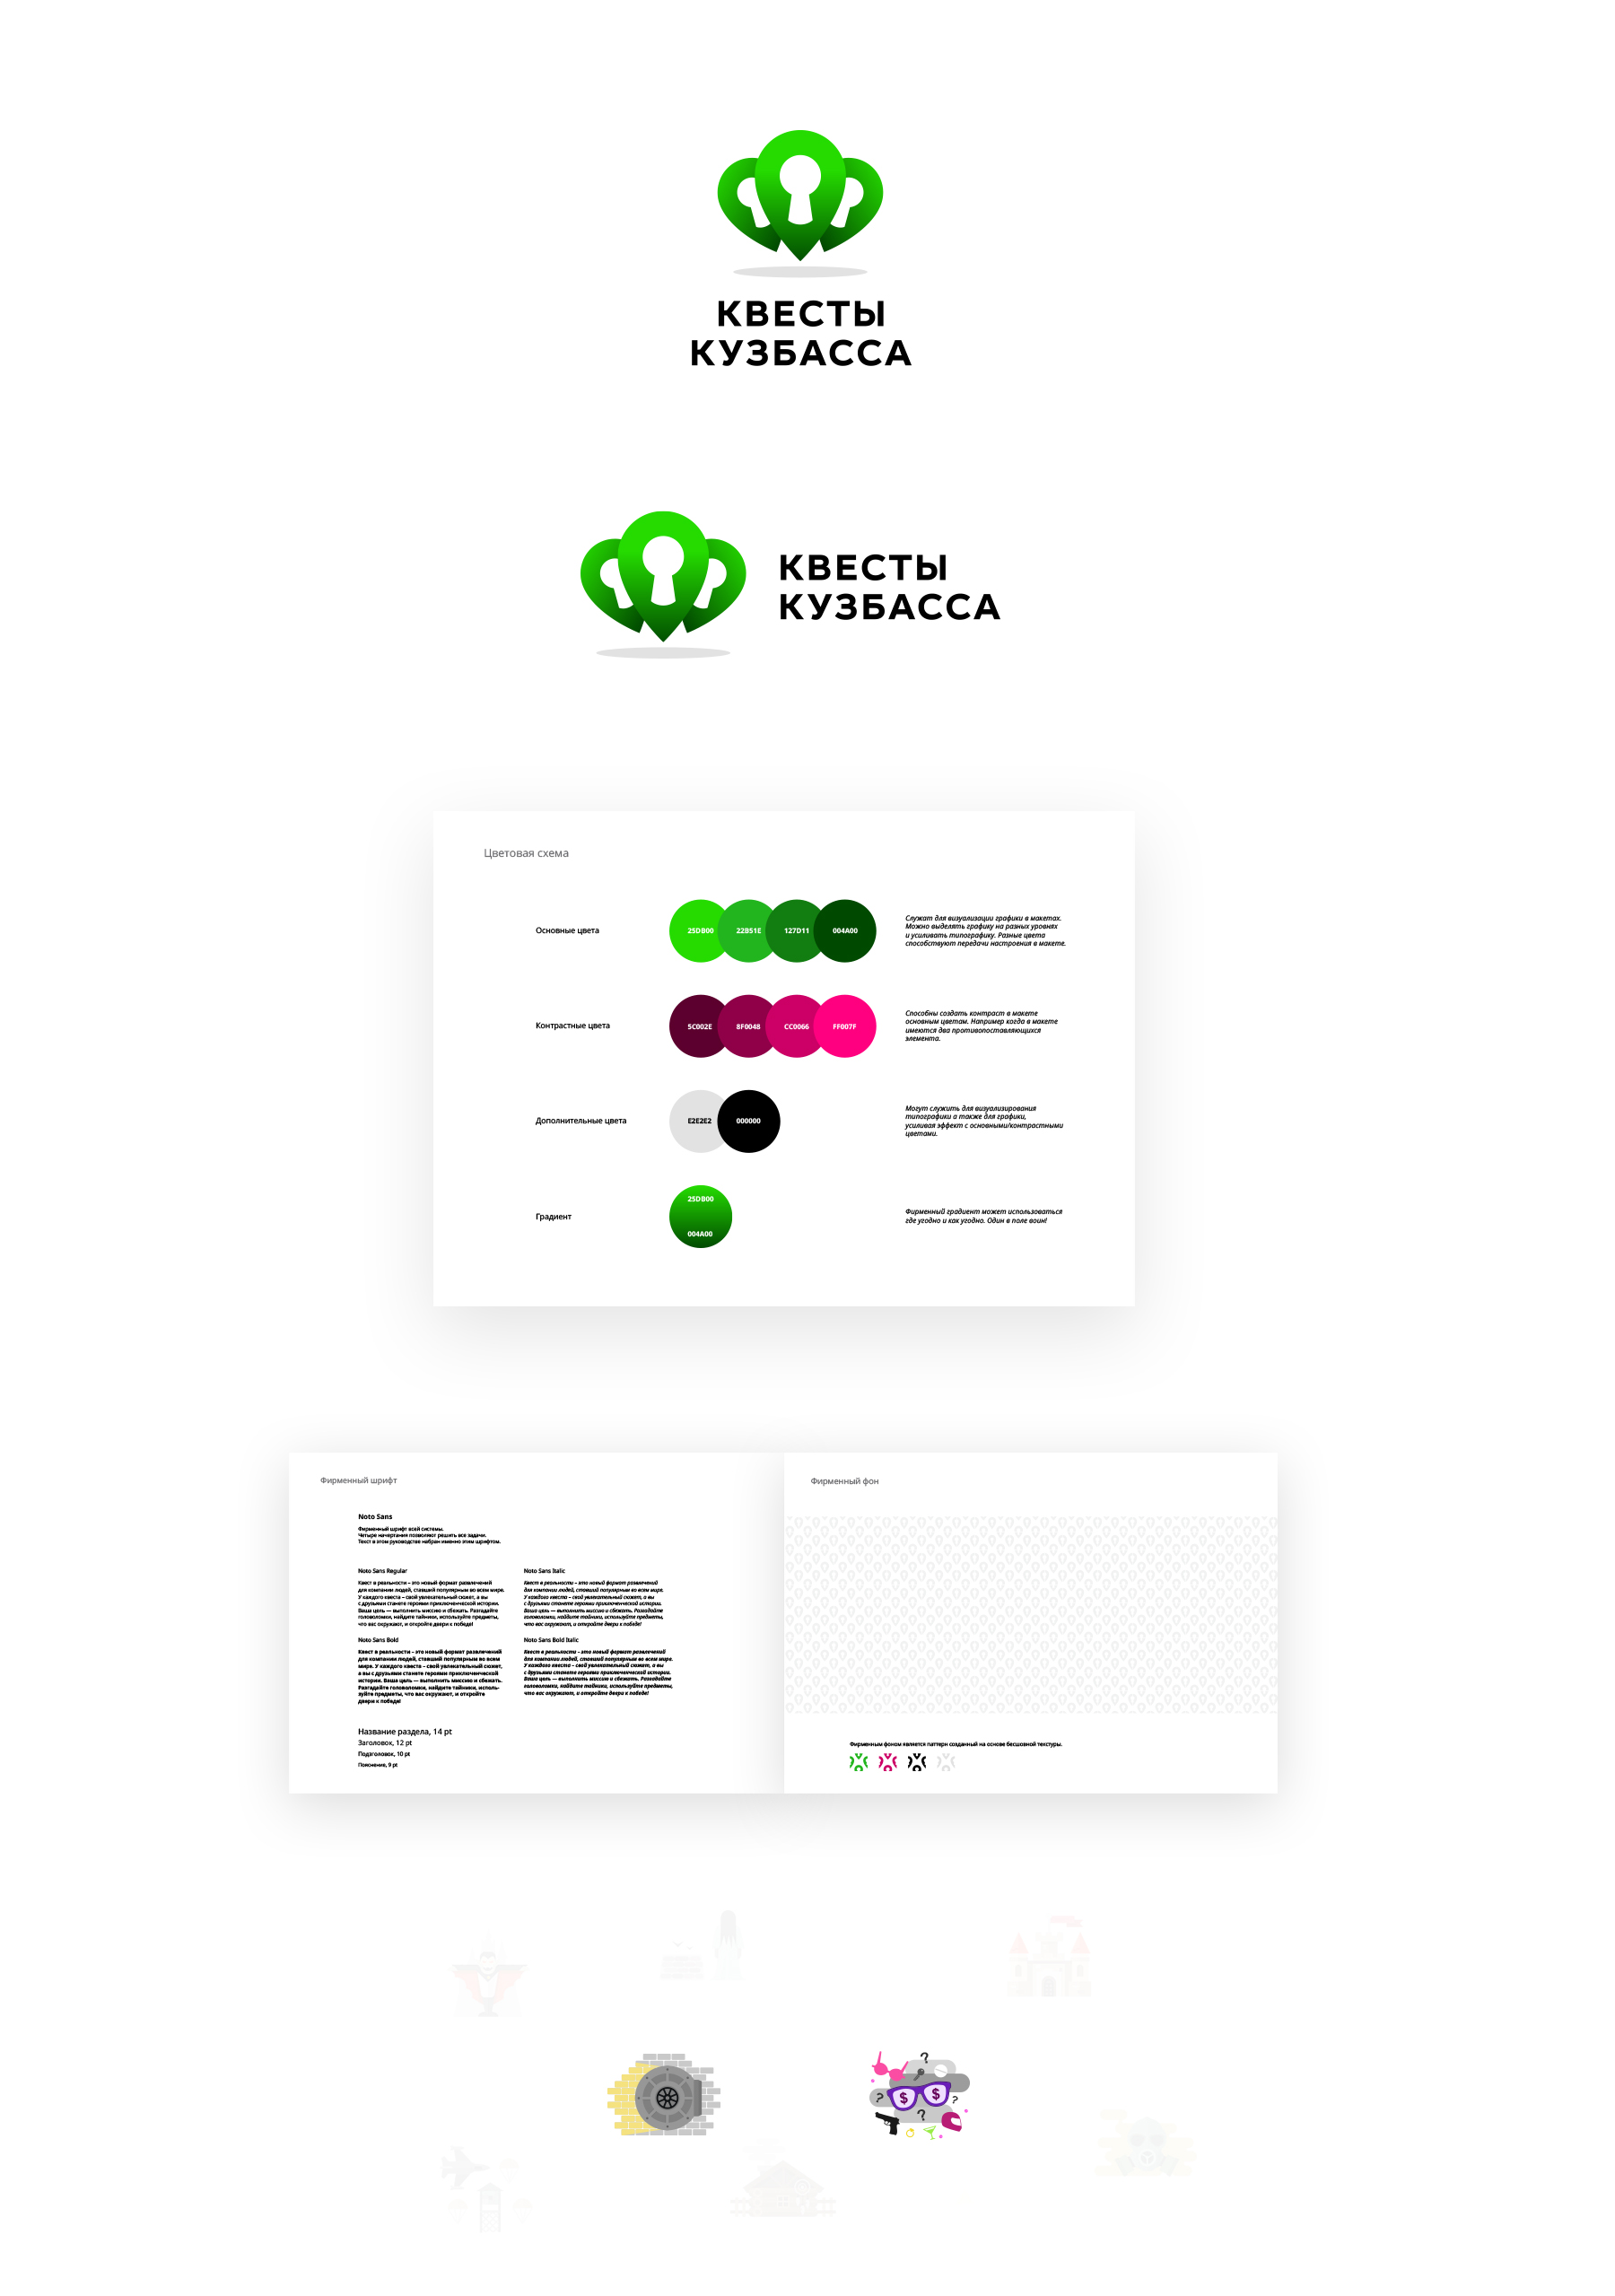 КВЕСТЫ
КУЗБАССА
КВЕСТЫ
КУЗБАССА
Цветовая схема
Основные цвета
25DB00 22B51E 127D11 004A00
Служат для визуализации графики в макетах.
Можно выделять графику на разных уровнях
и усиливать типографику. Разные цвета
способствуют передачи настроения в макете.
Контрастные цвета
5C002E 8F0048 CC0066 FF007F
Способны создать контраст в макете
основным цветам. Например когда в макете
имеются два противопоставляющихся
элемента.
Дополнительные цвета
E2E2E2 000000
Могут служить для визуализирования
типографики а также для графики,
усиливая эффект с основными/контрастными
цветами.
Градиент
25DB00
004A00
Фирменный градиент может использоваться
где угодно и как угодно. Один в поле воин!
Фирменный шрифт
Noto Sans
Фирменный шрифт всей системы.
Четыре начертания позволяют решить все задачи.
Текст в этом руководстве набран именно этим шрифтом.
Noto Sans Regular
Квест в реальности – это новый формат развлечений
для компании людей, ставший популярным во всем мире.
У каждого квеста – свой увлекательный сюжет, а вы
с друзьями станете героями приключенческой истории.
Ваша цель — выполнить миссию и сбежать. Разгадайте
головоломки, найдите тайники, используйте предметы,
что вас окружают, и откройте двери к победе!
Noto Sans Italic
Квест в реальности – это новый формат развлечений
для компании людей, ставший популярным во всем мире.
У каждого квеста – свой увлекательный сюжет, а вы
с друзьями станете героями приключенческой истории.
Ваша цель — выполнить миссию и сбежать. Разгадайте
головоломки, найдите тайники, используйте предметы,
что вас окружают, и откройте двери к победе!
Noto Sans Bold
Квест в реальности – это новый формат развлечений
для компании людей, ставший популярным во всем
мире. У каждого квеста – свой увлекательный сюжет,
а вы с друзьями станете героями приключенческой
истории. Ваша цель — выполнить миссию и сбежать.
Разгадайте головоломки, найдите тайники, исполь-
зуйте предметы, что вас окружают, и откройте
двери к победе!
Noto Sans Bold Italic
Квест в реальности – это новый формат развлечений
для компании людей, ставший популярным во всем мире.
У каждого квеста – свой увлекательный сюжет, а вы
с друзьями станете героями приключенческой истории.
Ваша цель — выполнить миссию и сбежать. Разгадайте
головоломки, найдите тайники, используйте предметы,
что вас окружают, и откройте двери к победе!
Название раздела, 14 pt
Заголовок, 12 pt
Подзголовок, 10 pt
Пояснение, 9 pt
Фирменный фон
Фирменным фоном является паттерн созданный на основе бесшовной текстуры.
?
$ $
? ?
?